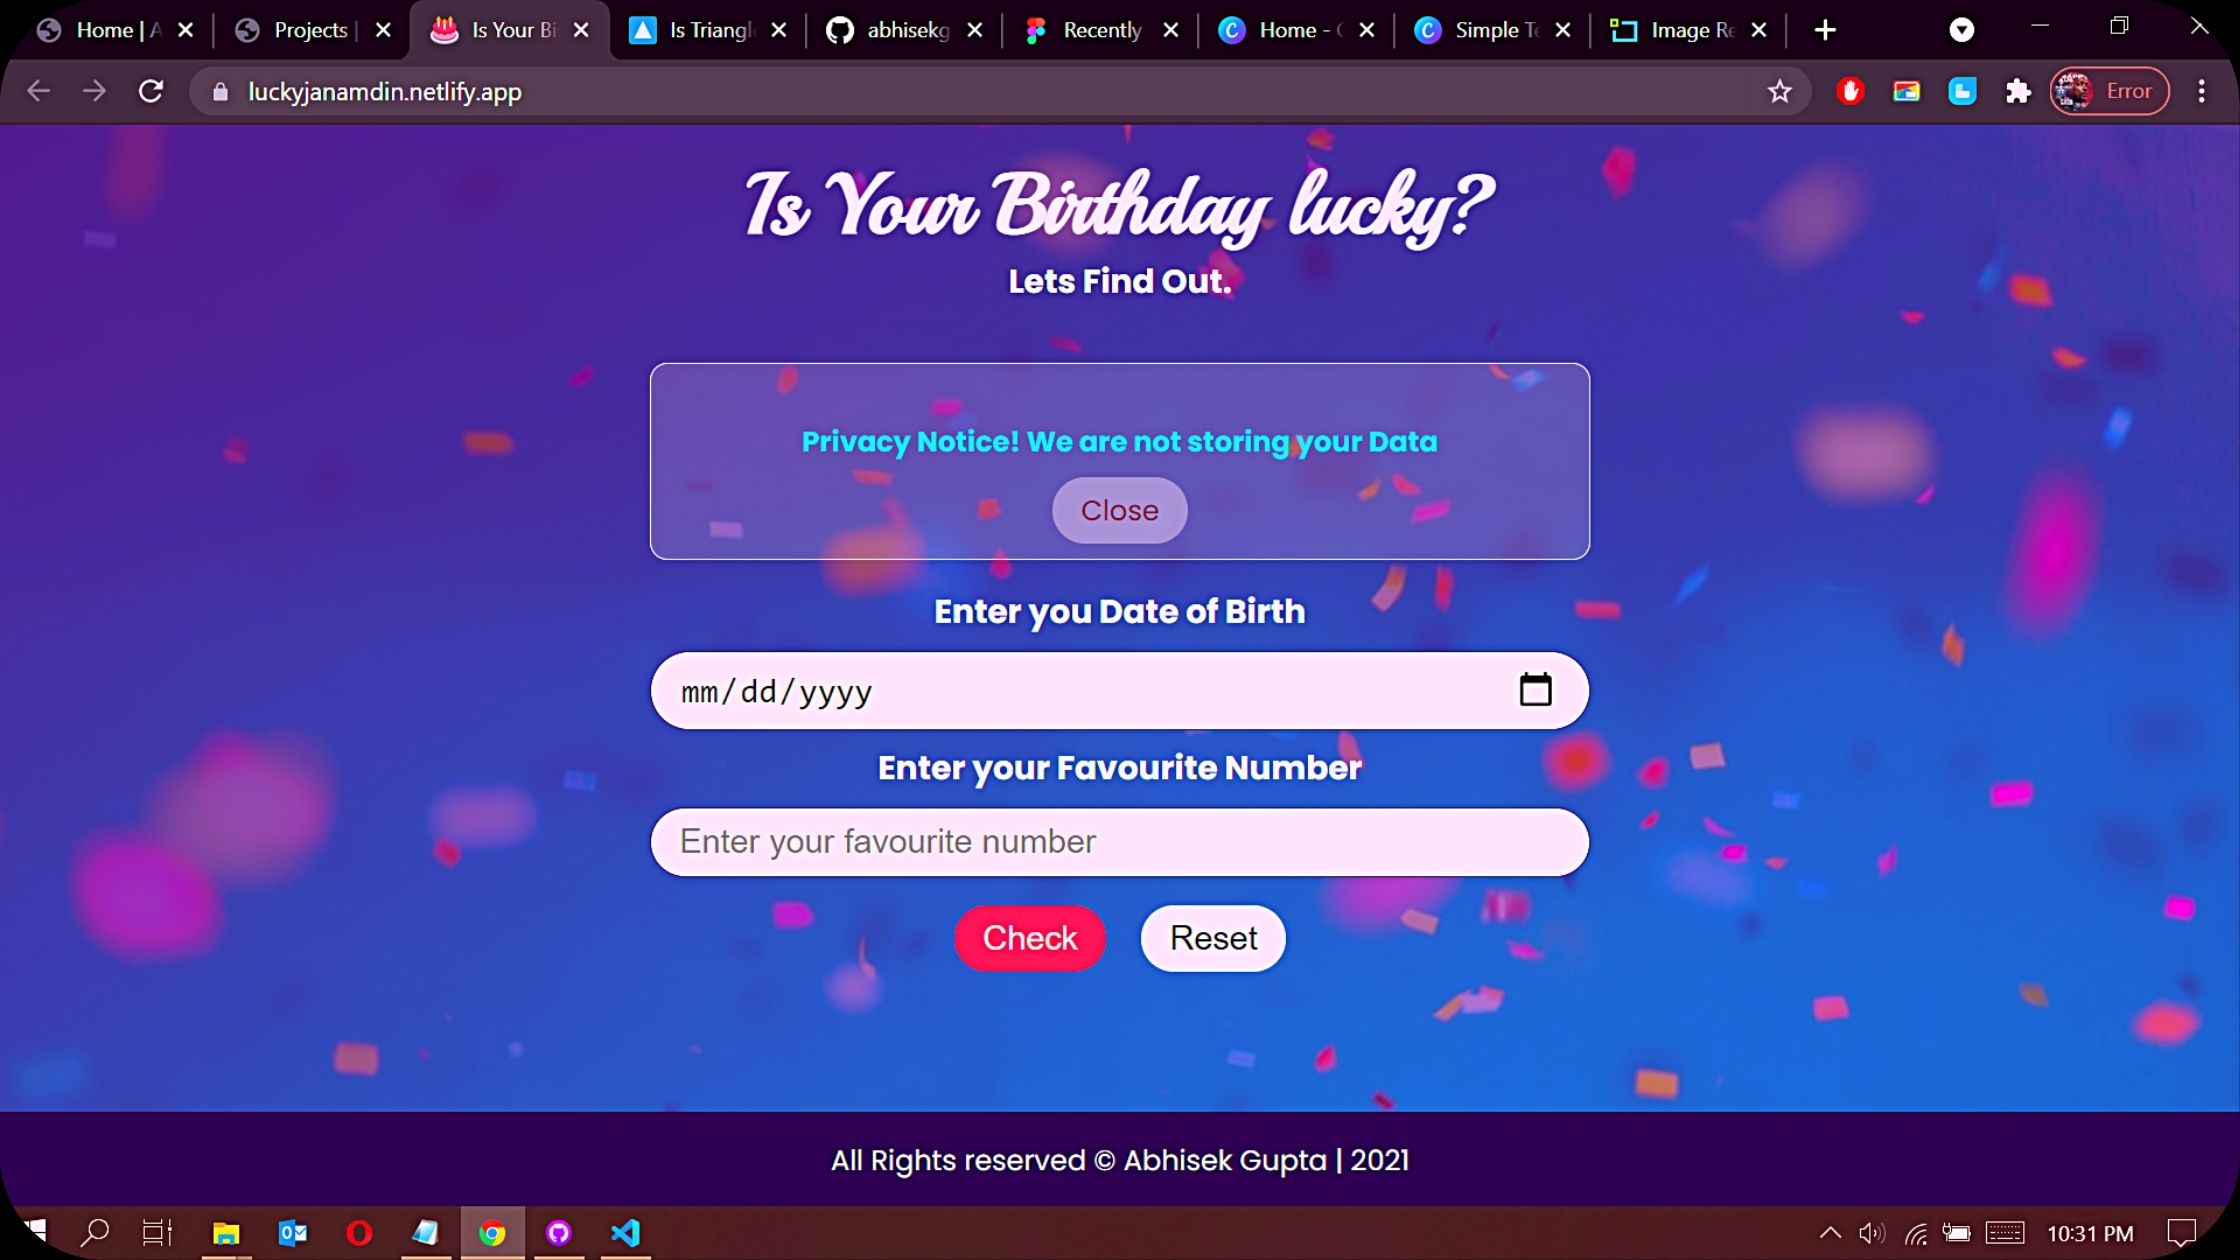 Home | A
Projects |
Is Your Bi
Is Triangl
abhisekg
Recently
Home - C
Simple Te
Image Re
luckyjanamdin.netlify.app
Error
Is Your Birthday lucky?
Lets Find Out.
Privacy Notice! We are not storing your Data
Close
Enter you Date of Birth
mm/dd/yyyy
Enter your Favourite Number
Enter your favourite number
Check
Reset
All Rights reserved © Abhisek Gupta | 2021
10:31 PM